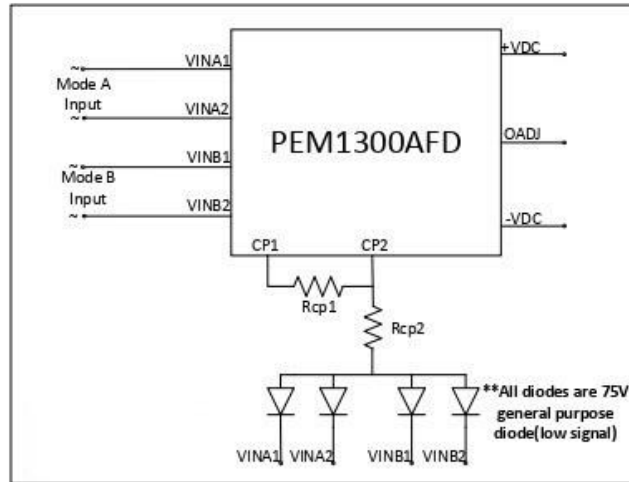 VINA1
+VDC
~
Mode A
Input
VINA2
~
PEM1300AFD
OADJ
VINB1
~
Mode B
Input
VINB2
~
-VDC
CP1
CP2
Rcp1
Rcp2
**All diodes are 75V
general purpose
diode(low signal)
VINA1
VINA2
VINB1
VINB2